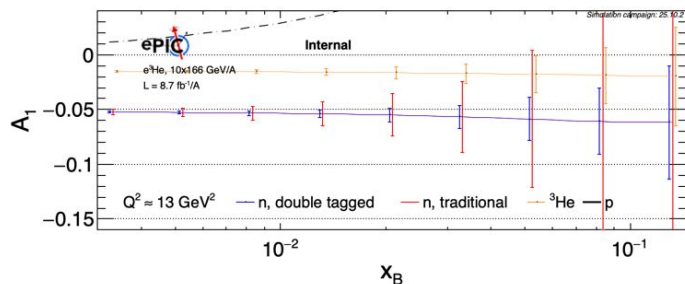 Simulation campaign: 25.10.2
ePIC
Internal
e³He, 10x166 GeV/A
L = 8.7 fb⁻¹/A
A₁
0
−0.05
−0.1
−0.15
Q² ≈ 13 GeV²
n, double tagged
n, traditional
³He
p
10⁻²
10⁻¹
x_B